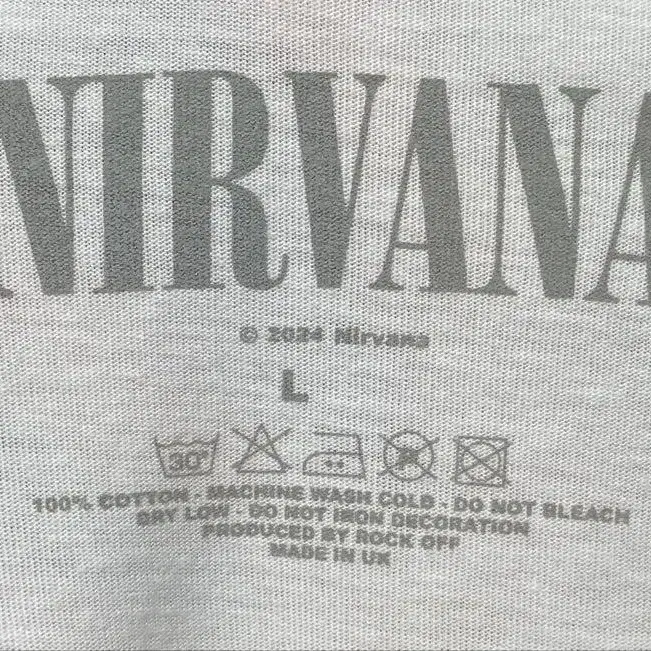 NIRVANA
© 2024 Nirvana
L
30°
P
100% COTTON - MACHINE WASH COLD - DO NOT BLEACH
DRY LOW - DO NOT IRON DECORATION
PRODUCED BY ROCK OFF
MADE IN UK